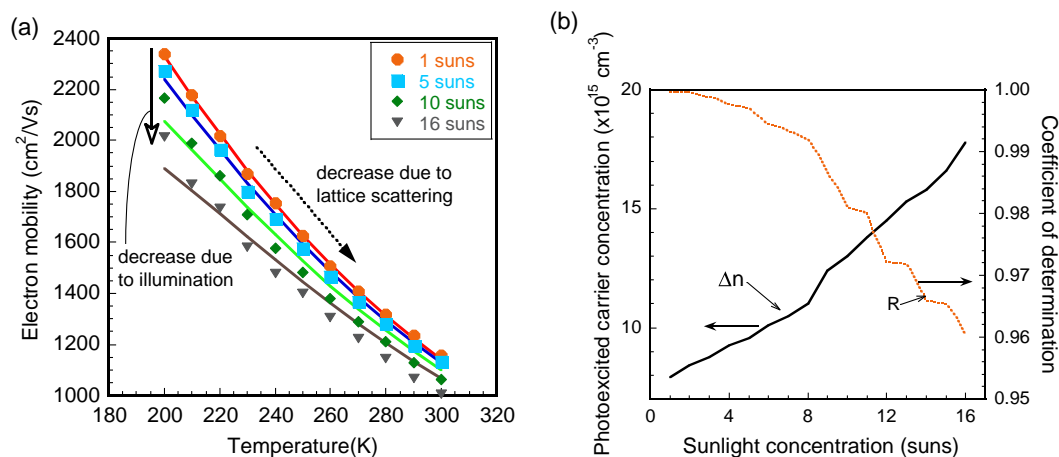 (a)
2400
2200
2000
1800
1600
1400
1200
1000
Electron mobility (cm²/Vs)
1 suns
5 suns
10 suns
16 suns
decrease due to
lattice scattering
decrease due
to illumination
180 200 220 240 260 280 300 320
Temperature(K)
(b)
Photoexcited carrier concentration (x10¹⁵ cm⁻³)
20
15
10
5
Δn
R
1.00
0.99
0.98
0.97
0.96
0.95
Coefficient of determination
0 4 8 12 16
Sunlight concentration (suns)